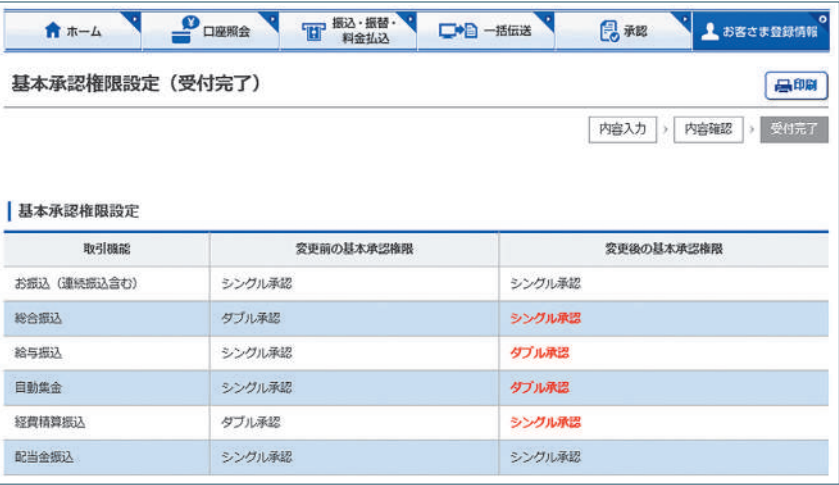 ホーム 口座照会 振込・振替・料金払込 一括伝送 承認 お客さま登録情報
基本承認権限設定（受付完了） 印刷
内容入力 › 内容確認 › 受付完了
基本承認権限設定
取引機能 変更前の基本承認権限 変更後の基本承認権限
お振込（連続振込含む） シングル承認 シングル承認
総合振込 ダブル承認 シングル承認
給与振込 シングル承認 ダブル承認
自動集金 シングル承認 ダブル承認
経費精算振込 ダブル承認 シングル承認
配当金振込 シングル承認 シングル承認